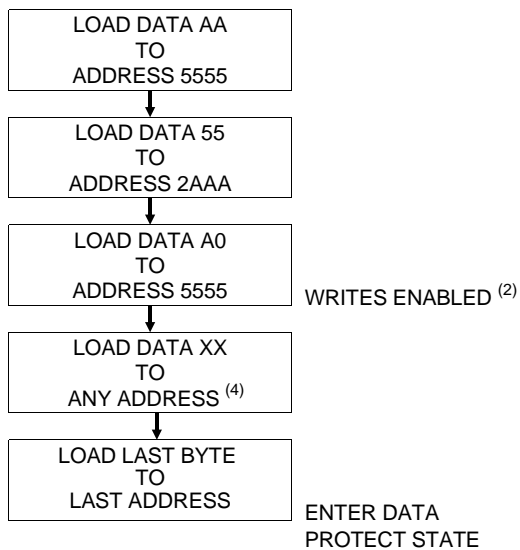 LOAD DATA AA
TO
ADDRESS 5555
LOAD DATA 55
TO
ADDRESS 2AAA
LOAD DATA A0
TO
ADDRESS 5555
WRITES ENABLED (2)
LOAD DATA XX
TO
ANY ADDRESS (4)
LOAD LAST BYTE
TO
LAST ADDRESS
ENTER DATA
PROTECT STATE